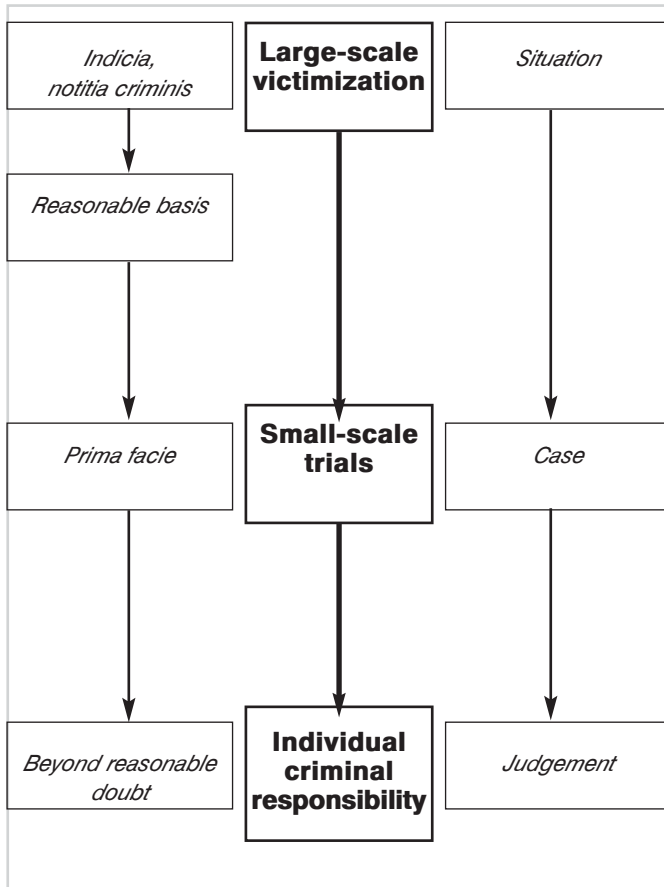 Indicia,
notitia criminis
Large-scale
victimization
Situation
Reasonable basis
Prima facie
Small-scale
trials
Case
Beyond reasonable
doubt
Individual
criminal
responsibility
Judgement